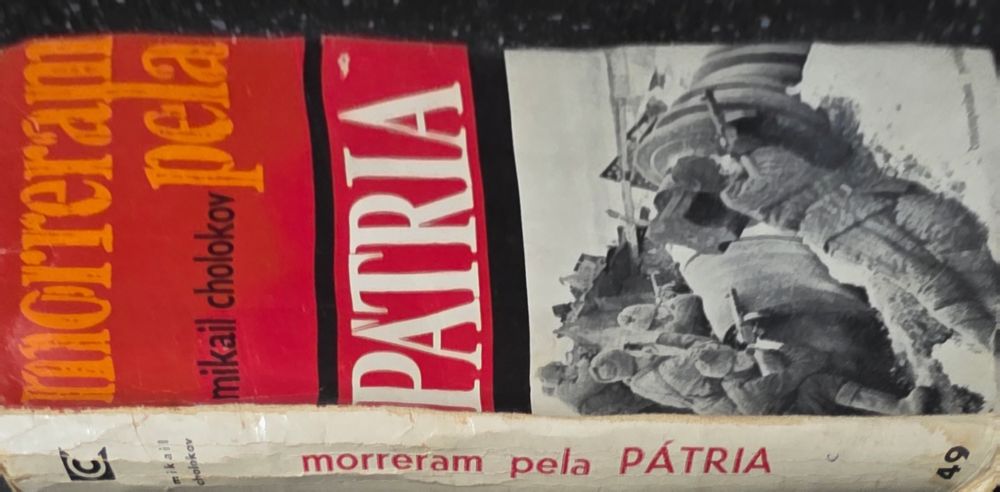 morreram
pela
mikail cholokov
PÁTRIA
C
mikail
cholokov
morreram pela PÁTRIA
49